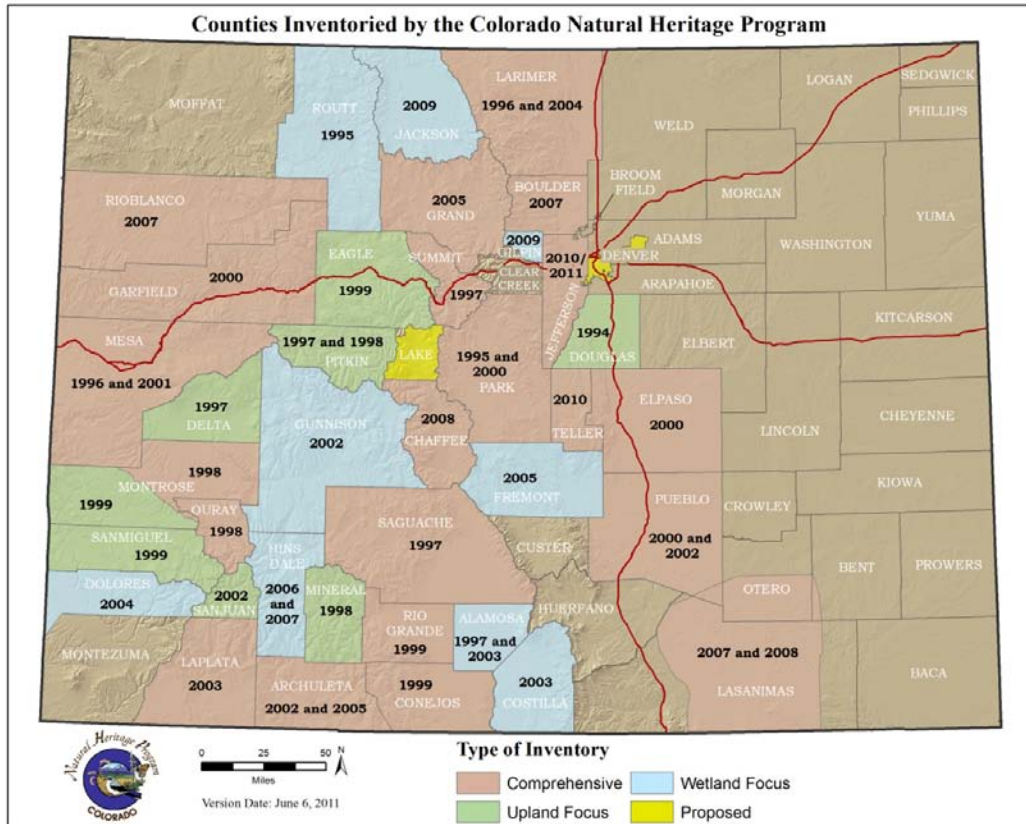 Counties Inventoried by the Colorado Natural Heritage Program
MOFFAT
ROUTT
1995
2009
JACKSON
LARIMER
1996 and 2004
WELD
LOGAN
SEDGWICK
PHILLIPS
RIOBLANCO
2007
2005
GRAND
BOULDER
2007
BROOM
FIELD
MORGAN
YUMA
WASHINGTON
EAGLE
1999
SUMMIT
1997
2009
GILPIN
CLEAR
CREEK
2010/
2011
JEFFERSON
DENVER
ADAMS
ARAPAHOE
2000
GARFIELD
MESA
1996 and 2001
1997 and 1998
PITKIN
LAKE
1995 and
2000
PARK
1994
DOUGLAS
ELBERT
KITCARSON
1997
DELTA
GUNNISON
2002
2008
CHAFFEE
2010
TELLER
ELPASO
2000
LINCOLN
CHEYENNE
1998
MONTROSE
1999
OURAY
1998
2005
FREMONT
PUEBLO
2000 and
2002
CROWLEY
KIOWA
SANMIGUEL
1999
SAGUACHE
1997
CUSTER
DOLORES
2004
2002
SANJUAN
HINS
DALE
2006
and
2007
MINERAL
1998
RIO
GRANDE
1999
ALAMOSA
1997 and
2003
HUERFANO
OTERO
BENT
PROWERS
MONTEZUMA
LAPLATA
2003
ARCHULETA
2002 and 2005
1999
CONEJOS
2003
COSTILLA
2007 and 2008
LASANIMAS
BACA
Natural Heritage Program
COLORADO
0 25 50
Miles
N
Version Date: June 6, 2011
Type of Inventory
Comprehensive
Wetland Focus
Upland Focus
Proposed